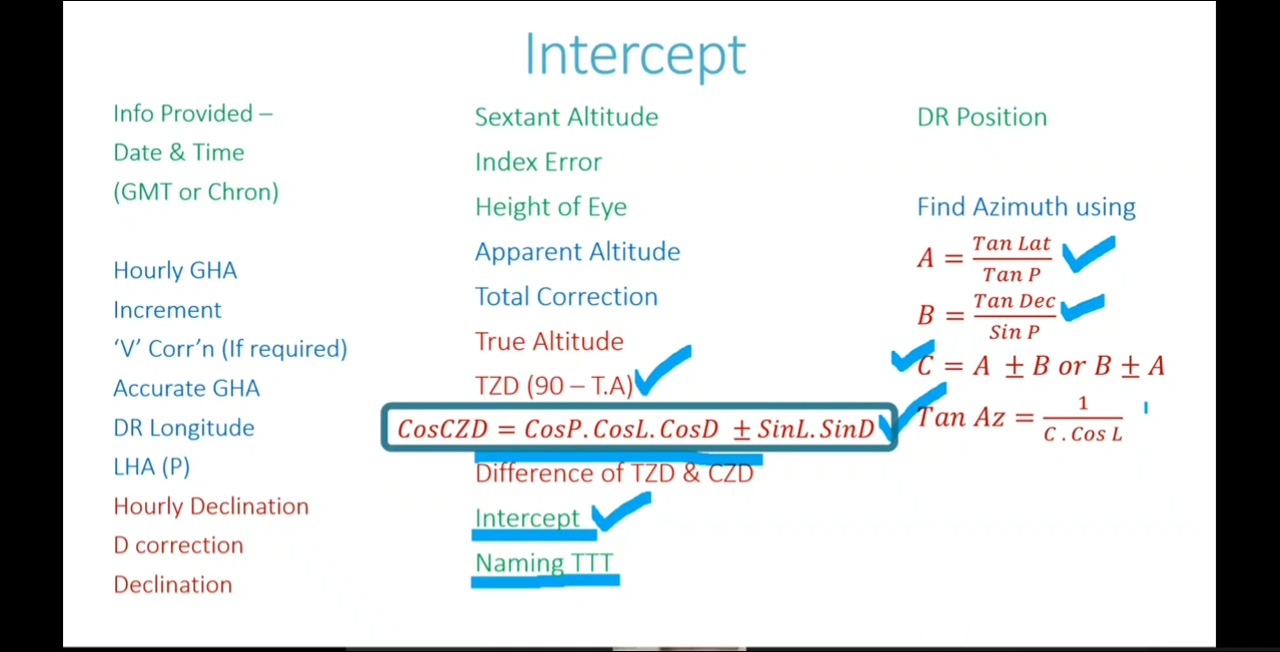 Intercept
Info Provided –
Date & Time
(GMT or Chron)
Hourly GHA
Increment
‘V’ Corr’n (If required)
Accurate GHA
DR Longitude
LHA (P)
Hourly Declination
D correction
Declination
Sextant Altitude
Index Error
Height of Eye
Apparent Altitude
Total Correction
True Altitude
TZD (90 – T.A)
CosCZD = CosP.CosL.CosD ± SinL.SinD
Difference of TZD & CZD
Intercept
Naming TTT
DR Position
Find Azimuth using
A = Tan Lat / Tan P
B = Tan Dec / Sin P
C = A ± B or B ± A
Tan Az = 1 / C . Cos L